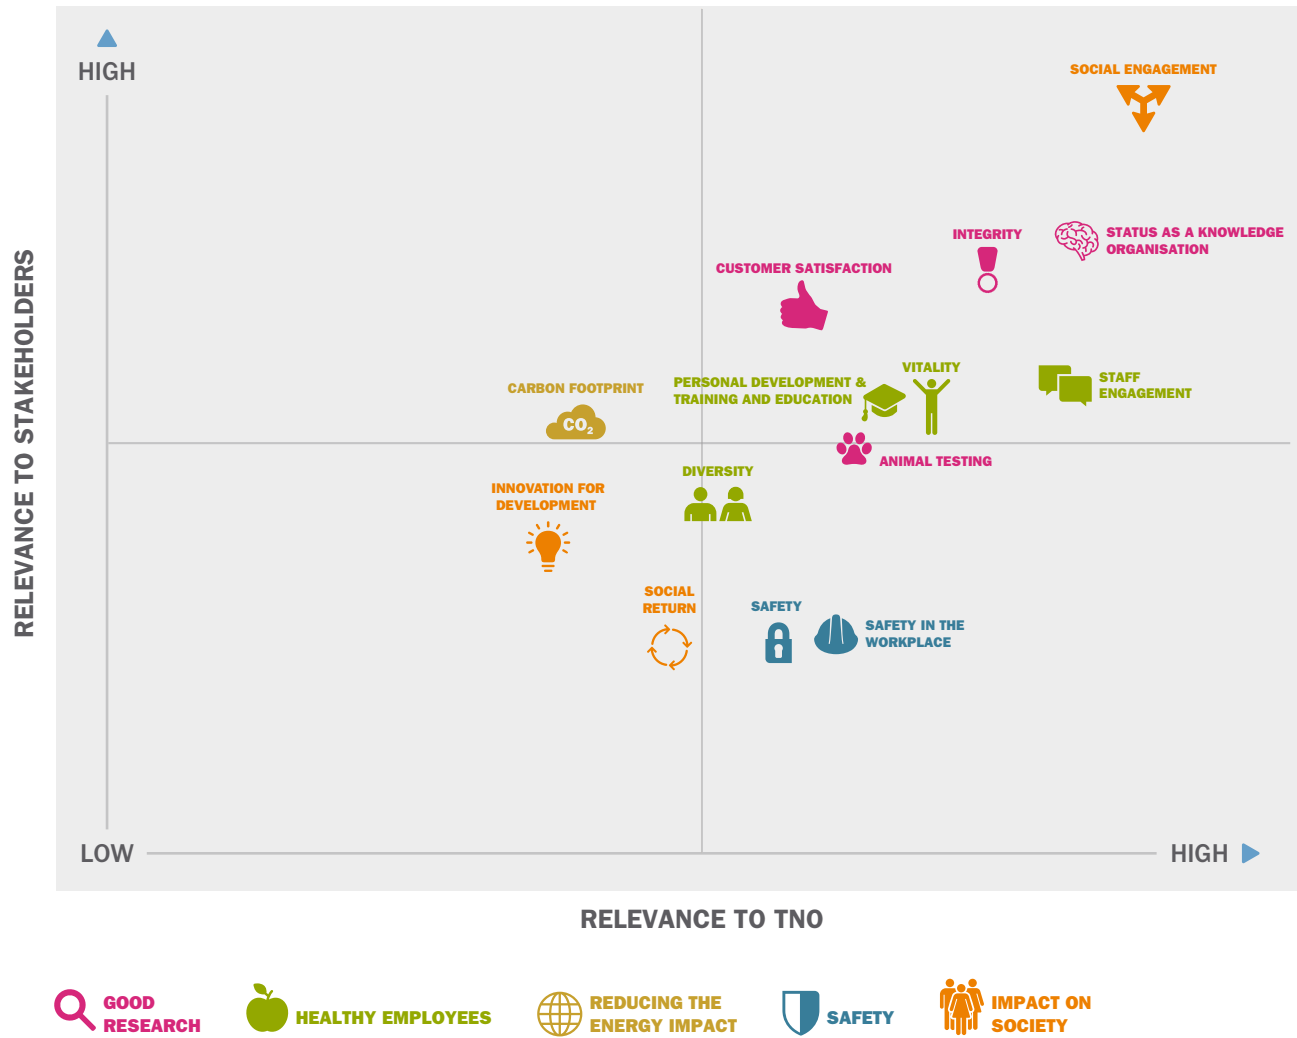 HIGH
SOCIAL ENGAGEMENT
INTEGRITY
STATUS AS A KNOWLEDGE
ORGANISATION
CUSTOMER SATISFACTION
VITALITY
STAFF
ENGAGEMENT
PERSONAL DEVELOPMENT &
TRAINING AND EDUCATION
CARBON FOOTPRINT
CO2
ANIMAL TESTING
DIVERSITY
INNOVATION FOR
DEVELOPMENT
SOCIAL
RETURN
SAFETY
SAFETY IN THE
WORKPLACE
RELEVANCE TO STAKEHOLDERS
LOW
HIGH
RELEVANCE TO TNO
GOOD
RESEARCH
HEALTHY EMPLOYEES
REDUCING THE
ENERGY IMPACT
SAFETY
IMPACT ON
SOCIETY